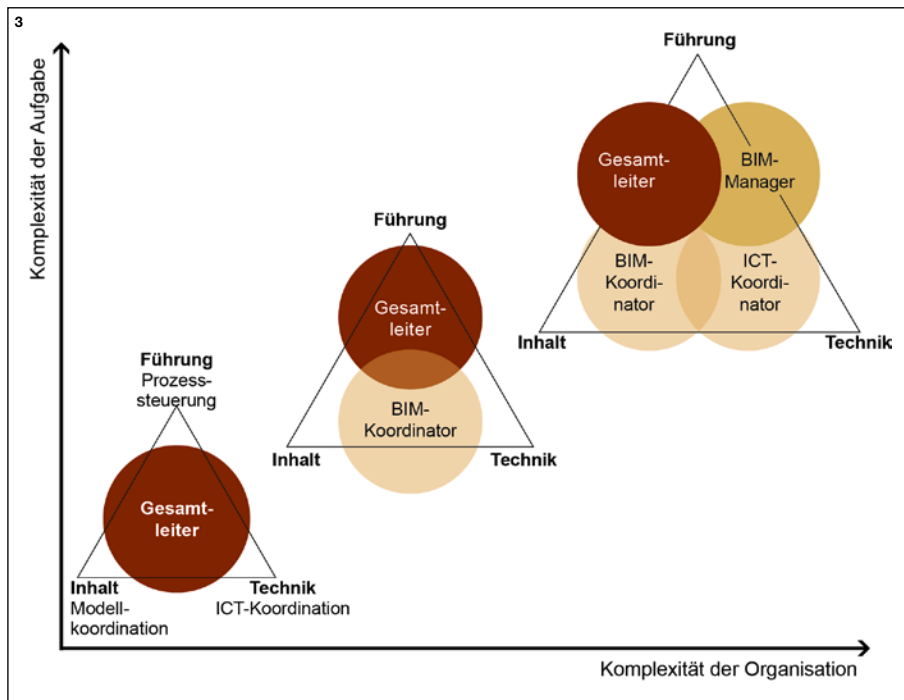 3
Komplexität der Aufgabe
Führung
Gesamt-
leiter
BIM-
Manager
BIM-
Koordi-
nator
ICT-
Koordi-
nator
Inhalt
Technik
Führung
Gesamt-
leiter
BIM-
Koordinator
Inhalt
Technik
Führung
Prozess-
steuerung
Gesamt-
leiter
Inhalt
Modell-
koordination
Technik
ICT-Koordination
Komplexität der Organisation